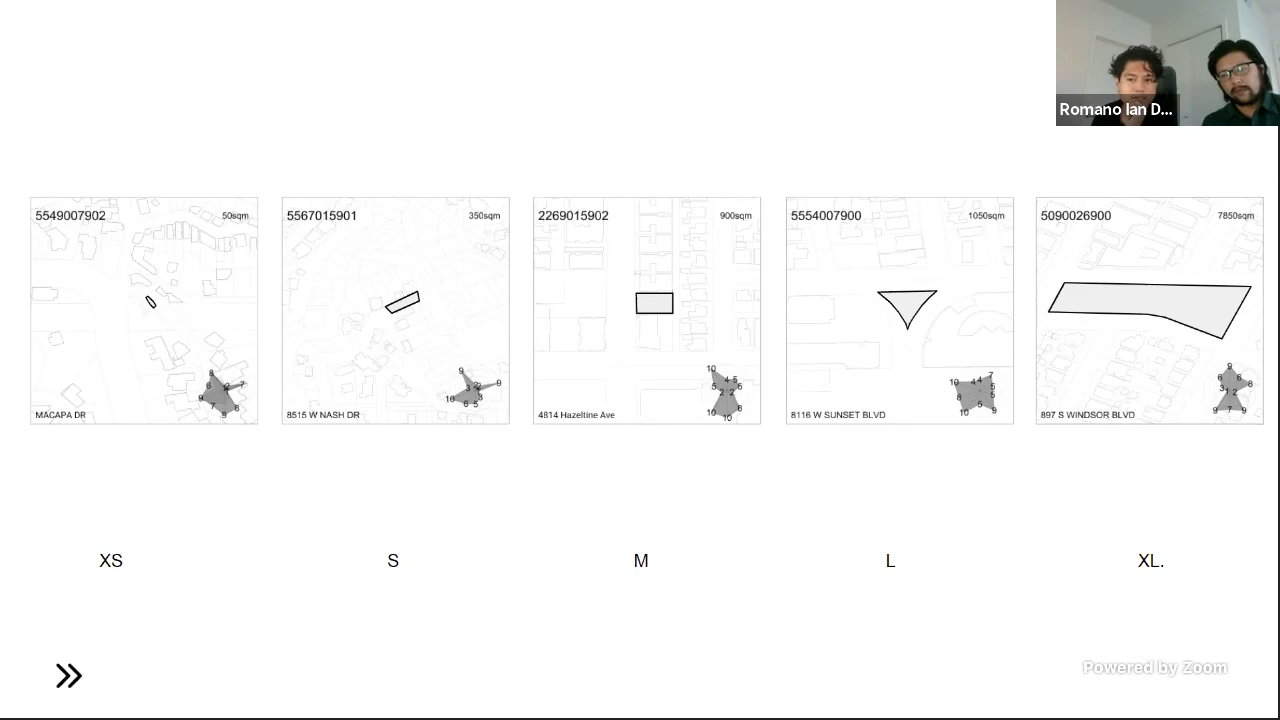 Romano Ian D...
5549007902
50sqm
MACAPA DR
5567015901
350sqm
8515 W NASH DR
2269015902
900sqm
4814 Hazeltine Ave
5554007900
1050sqm
8116 W SUNSET BLVD
5090026900
7850sqm
897 S WINDSOR BLVD
XS
S
M
L
XL.
Powered by Zoom